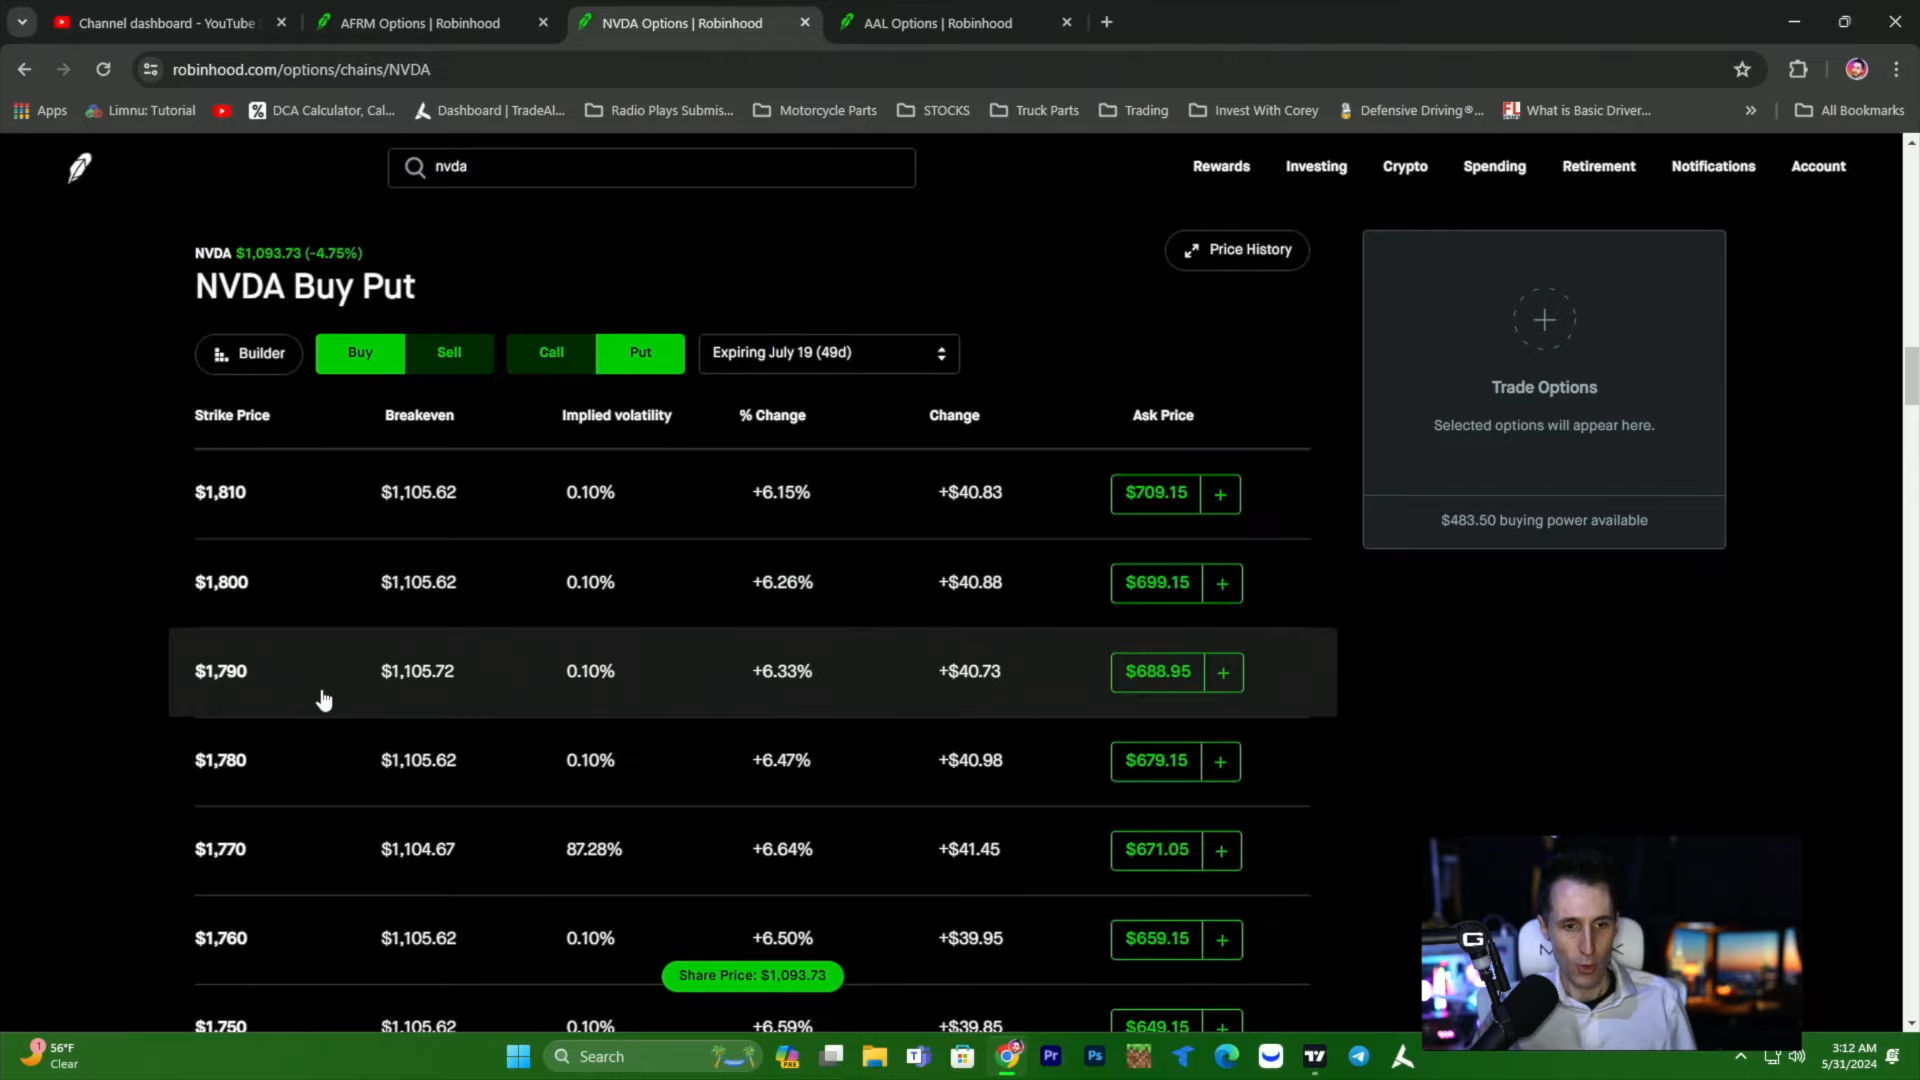 Channel dashboard - YouTube
AFRM Options | Robinhood
NVDA Options | Robinhood
AAL Options | Robinhood
robinhood.com/options/chains/NVDA
Apps
Limnu: Tutorial
DCA Calculator, Cal...
Dashboard | TradeAl...
Radio Plays Submis...
Motorcycle Parts
STOCKS
Truck Parts
Trading
Invest With Corey
Defensive Driving®...
What is Basic Driver...
»
All Bookmarks
nvda
Rewards
Investing
Crypto
Spending
Retirement
Notifications
Account
NVDA $1,093.73 (-4.75%)
NVDA Buy Put
Price History
Builder
Buy
Sell
Call
Put
Expiring July 19 (49d)
Strike Price Breakeven Implied volatility % Change Change Ask Price
$1,810 $1,105.62 0.10% +6.15% +$40.83 $709.15 +
$1,800 $1,105.62 0.10% +6.26% +$40.88 $699.15 +
$1,790 $1,105.72 0.10% +6.33% +$40.73 $688.95 +
$1,780 $1,105.62 0.10% +6.47% +$40.98 $679.15 +
$1,770 $1,104.67 87.28% +6.64% +$41.45 $671.05 +
$1,760 $1,105.62 0.10% +6.50% +$39.95 $659.15 +
Share Price: $1,093.73
$1,750 $1,105.62 0.10% +6.59% +$39.85 $649.15 +
Trade Options
Selected options will appear here.
$483.50 buying power available
G
1
56°F
Clear
Search
PRE
Pr
Ps
3:12 AM
5/31/2024